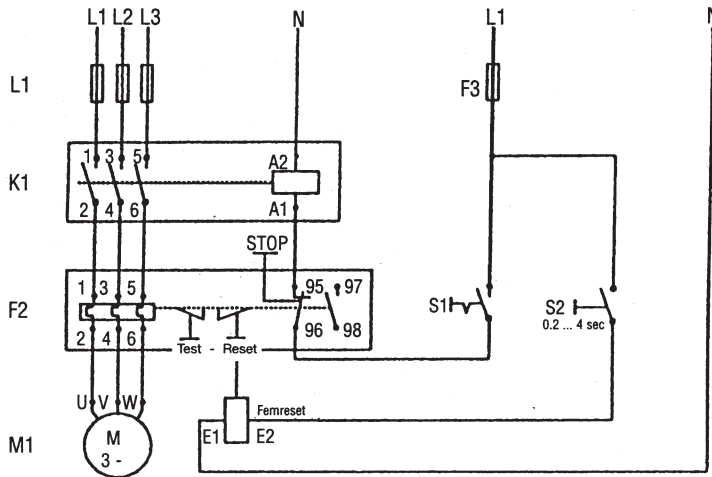 L1 L2 L3 N L1 N
L1 F3
1 3 5 A2
K1
2 4 6 A1
STOP
1 3 5 95 97
F2 S1 S2
0.2 ... 4 sec
2 4 6 96 98
Test - Reset
U V W Femreset
E1 E2
M1 M
3 -